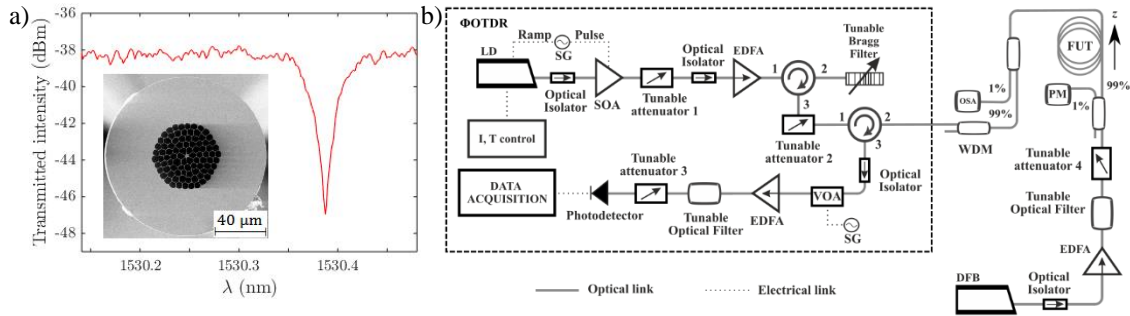 a)
Transmitted intensity (dBm)
-36
-38
-40
-42
-44
-46
-48
40 μm
1530.2
1530.3
1530.4
λ (nm)
b)
ΦOTDR
Ramp
Pulse
SG
LD
Optical
Isolator
SOA
Tunable
attenuator 1
Optical
Isolator
EDFA
1
2
3
Tunable
Bragg
Filter
I, T control
Tunable
attenuator 2
1
2
3
Optical
Isolator
Tunable
attenuator 3
DATA
ACQUISITION
Photodetector
Tunable
Optical Filter
EDFA
VOA
SG
Optical link
Electrical link
OSA
1%
99%
WDM
FUT
z
99%
PM
1%
Tunable
attenuator 4
Tunable
Optical Filter
EDFA
DFB
Optical
Isolator